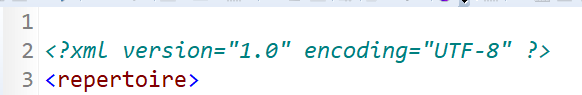 1
2 <?xml version="1.0" encoding="UTF-8" ?>
3 <repertoire>